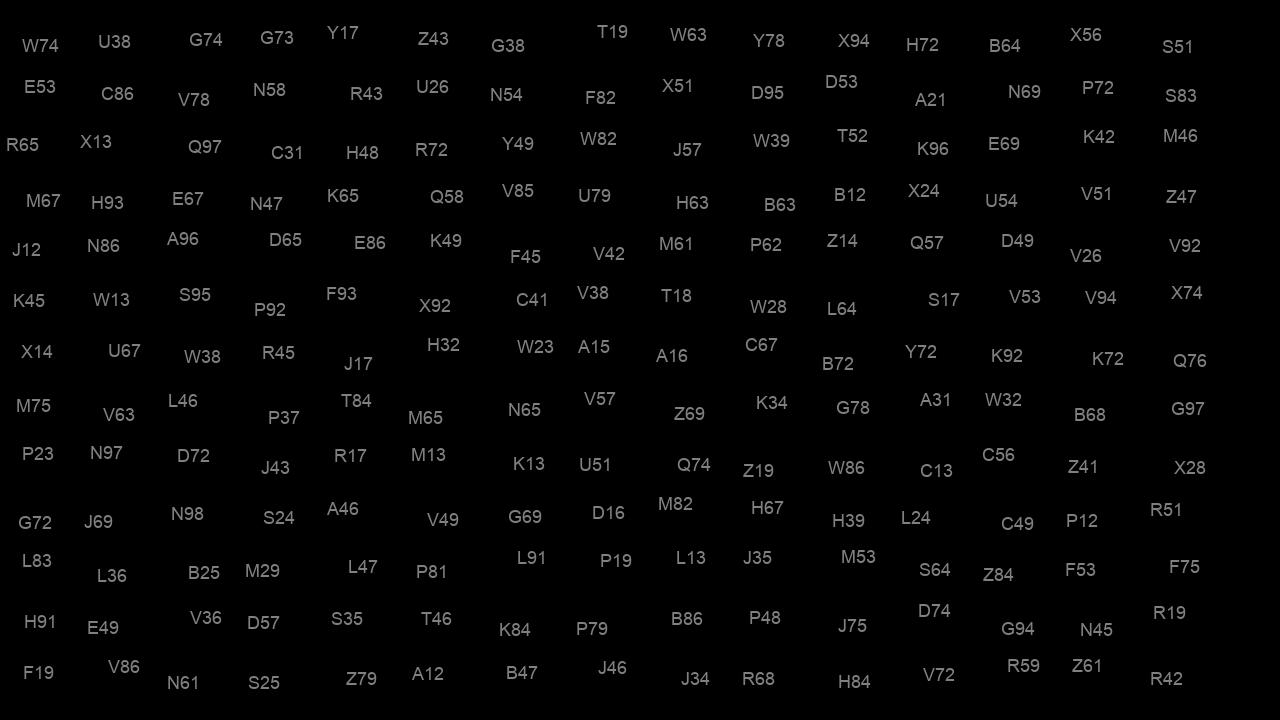 W74 U38 G74 G73 Y17 Z43 G38 T19 W63 Y78 X94 H72 B64 X56 S51
E53 C86 V78 N58 R43 U26 N54 F82 X51 D95 D53 A21 N69 P72 S83
R65 X13 Q97 C31 H48 R72 Y49 W82 J57 W39 T52 K96 E69 K42 M46
M67 H93 E67 N47 K65 Q58 V85 U79 H63 B63 B12 X24 U54 V51 Z47
J12 N86 A96 D65 E86 K49 F45 V42 M61 P62 Z14 Q57 D49 V26 V92
K45 W13 S95 P92 F93 X92 C41 V38 T18 W28 L64 S17 V53 V94 X74
X14 U67 W38 R45 J17 H32 W23 A15 A16 C67 B72 Y72 K92 K72 Q76
M75 V63 L46 P37 T84 M65 N65 V57 Z69 K34 G78 A31 W32 B68 G97
P23 N97 D72 J43 R17 M13 K13 U51 Q74 Z19 W86 C13 C56 Z41 X28
G72 J69 N98 S24 A46 V49 G69 D16 M82 H67 H39 L24 C49 P12 R51
L83 L36 B25 M29 L47 P81 L91 P19 L13 J35 M53 S64 Z84 F53 F75
H91 E49 V36 D57 S35 T46 K84 P79 B86 P48 J75 D74 G94 N45 R19
F19 V86 N61 S25 Z79 A12 B47 J46 J34 R68 H84 V72 R59 Z61 R42